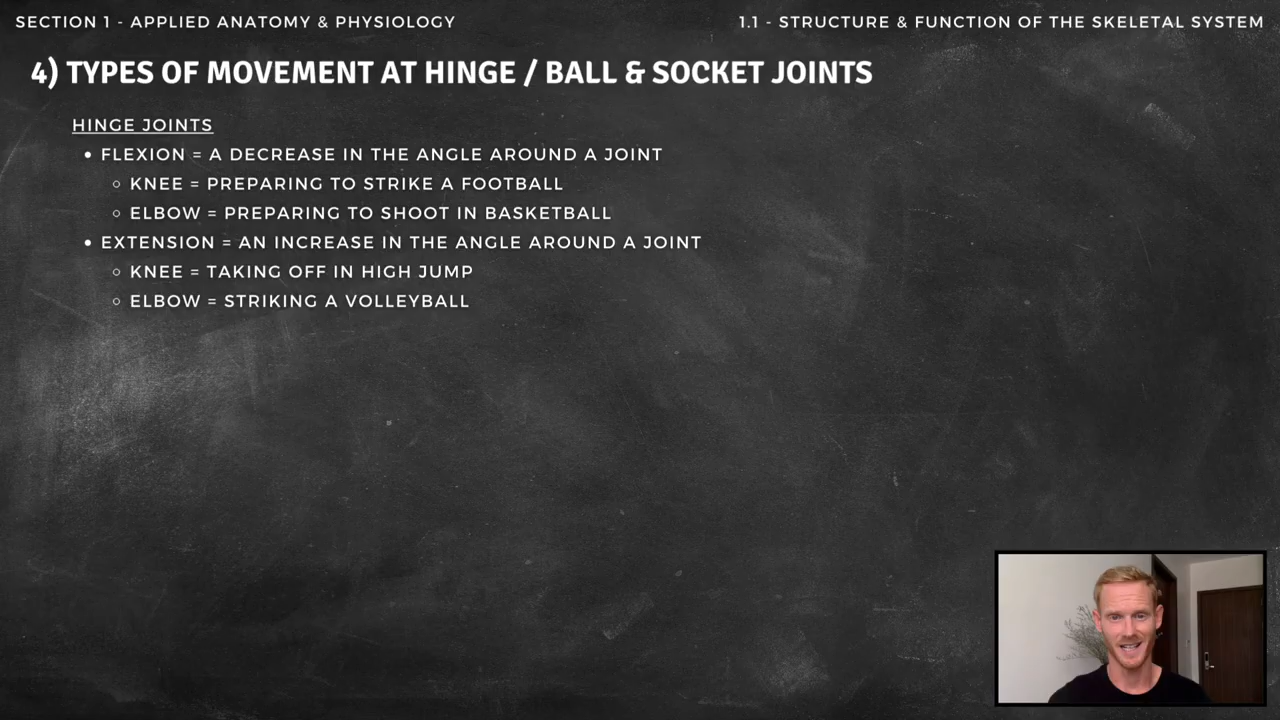 SECTION 1 - APPLIED ANATOMY & PHYSIOLOGY
1.1 - STRUCTURE & FUNCTION OF THE SKELETAL SYSTEM
4) TYPES OF MOVEMENT AT HINGE / BALL & SOCKET JOINTS
HINGE JOINTS
• FLEXION = A DECREASE IN THE ANGLE AROUND A JOINT
○ KNEE = PREPARING TO STRIKE A FOOTBALL
○ ELBOW = PREPARING TO SHOOT IN BASKETBALL
• EXTENSION = AN INCREASE IN THE ANGLE AROUND A JOINT
○ KNEE = TAKING OFF IN HIGH JUMP
○ ELBOW = STRIKING A VOLLEYBALL